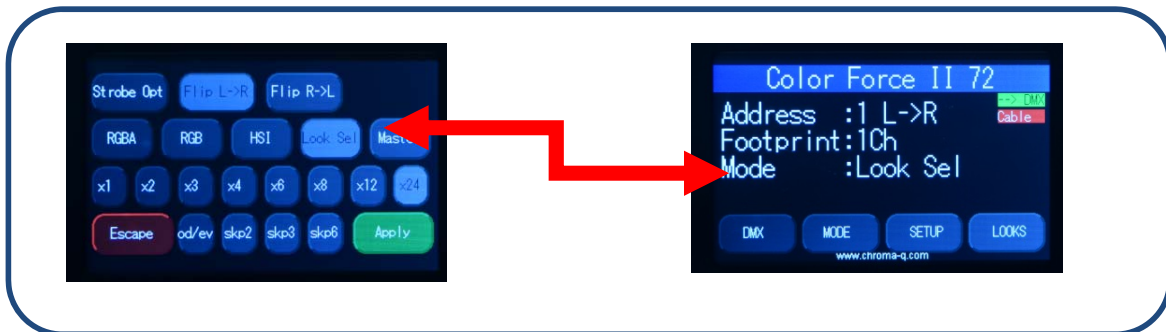 Strobe Opt Flip L->R Flip R->L
RGBA RGB HSI Look Sel
x1 x2 x3 x4 x6 x8 x12 x24
Escape od/ev skp2 skp3 skp6 Apply
Color Force II 72
--> DMX
Address :1 L->R
Cable
Footprint:1Ch
Mode :Look Sel
DMX MODE SETUP LOOKS
www.chroma-q.com